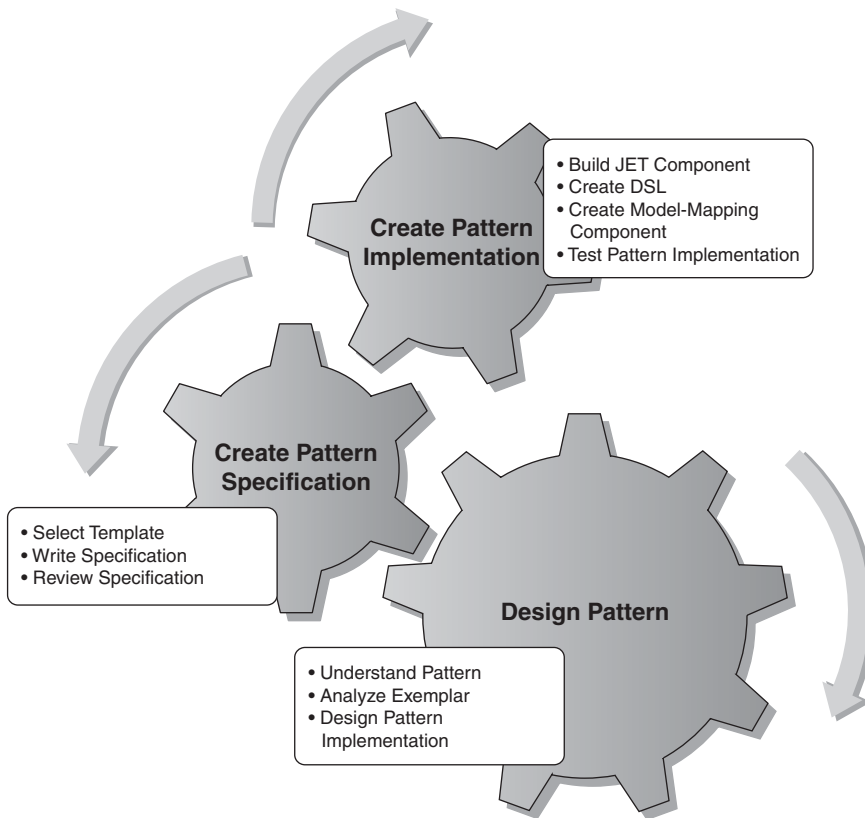 Create Pattern
Implementation
• Build JET Component
• Create DSL
• Create Model-Mapping
Component
• Test Pattern Implementation
Create Pattern
Specification
• Select Template
• Write Specification
• Review Specification
Design Pattern
• Understand Pattern
• Analyze Exemplar
• Design Pattern
Implementation